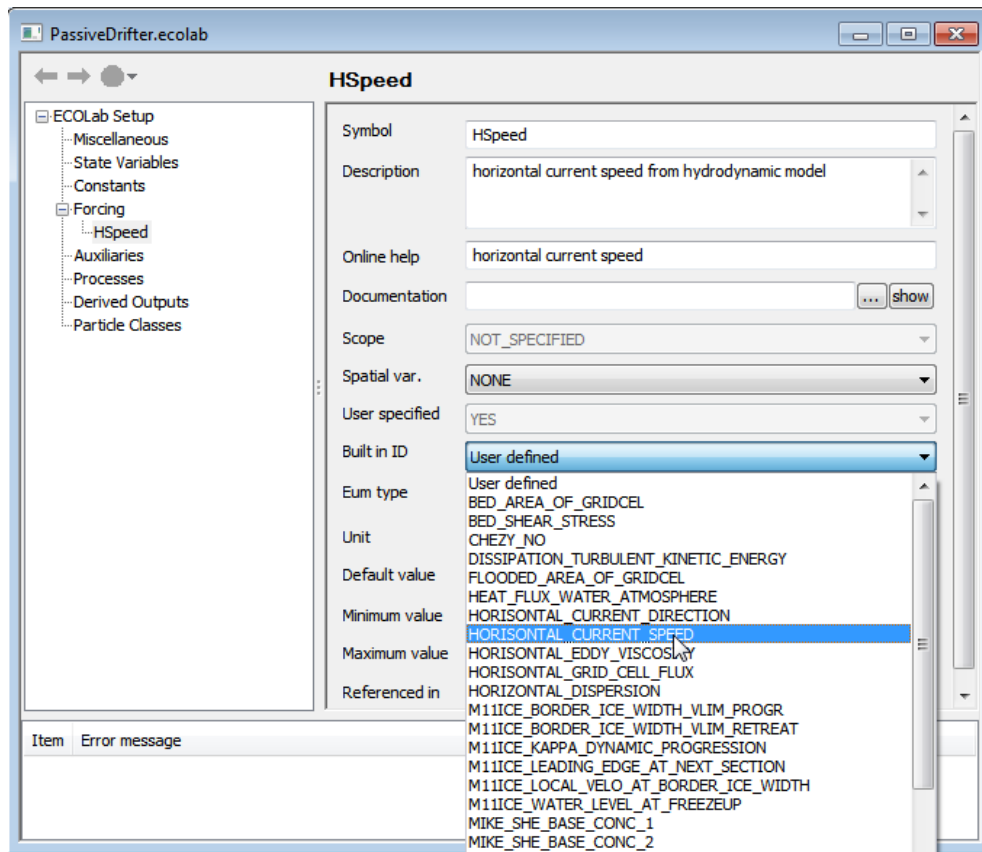 PassiveDrifter.ecolab
HSpeed
ECOLab Setup
Miscellaneous
State Variables
Constants
Forcing
HSpeed
Auxiliaries
Processes
Derived Outputs
Particle Classes
Symbol HSpeed
Description horizontal current speed from hydrodynamic model
Online help horizontal current speed
Documentation ... show
Scope NOT_SPECIFIED
Spatial var. NONE
User specified YES
Built in ID User defined
Eum type
Unit
Default value
Minimum value
Maximum value
Referenced in
User defined
BED_AREA_OF_GRIDCEL
BED_SHEAR_STRESS
CHEZY_NO
DISSIPATION_TURBULENT_KINETIC_ENERGY
FLOODED_AREA_OF_GRIDCEL
HEAT_FLUX_WATER_ATMOSPHERE
HORISONTAL_CURRENT_DIRECTION
HORISONTAL_CURRENT_SPEED
HORISONTAL_EDDY_VISCOSITY
HORISONTAL_GRID_CELL_FLUX
HORIZONTAL_DISPERSION
M11ICE_BORDER_ICE_WIDTH_VLIM_PROGR
M11ICE_BORDER_ICE_WIDTH_VLIM_RETREAT
M11ICE_KAPPA_DYNAMIC_PROGRESSION
M11ICE_LEADING_EDGE_AT_NEXT_SECTION
M11ICE_LOCAL_VELO_AT_BORDER_ICE_WIDTH
M11ICE_WATER_LEVEL_AT_FREEZEUP
MIKE_SHE_BASE_CONC_1
MIKE_SHE_BASE_CONC_2
Item Error message